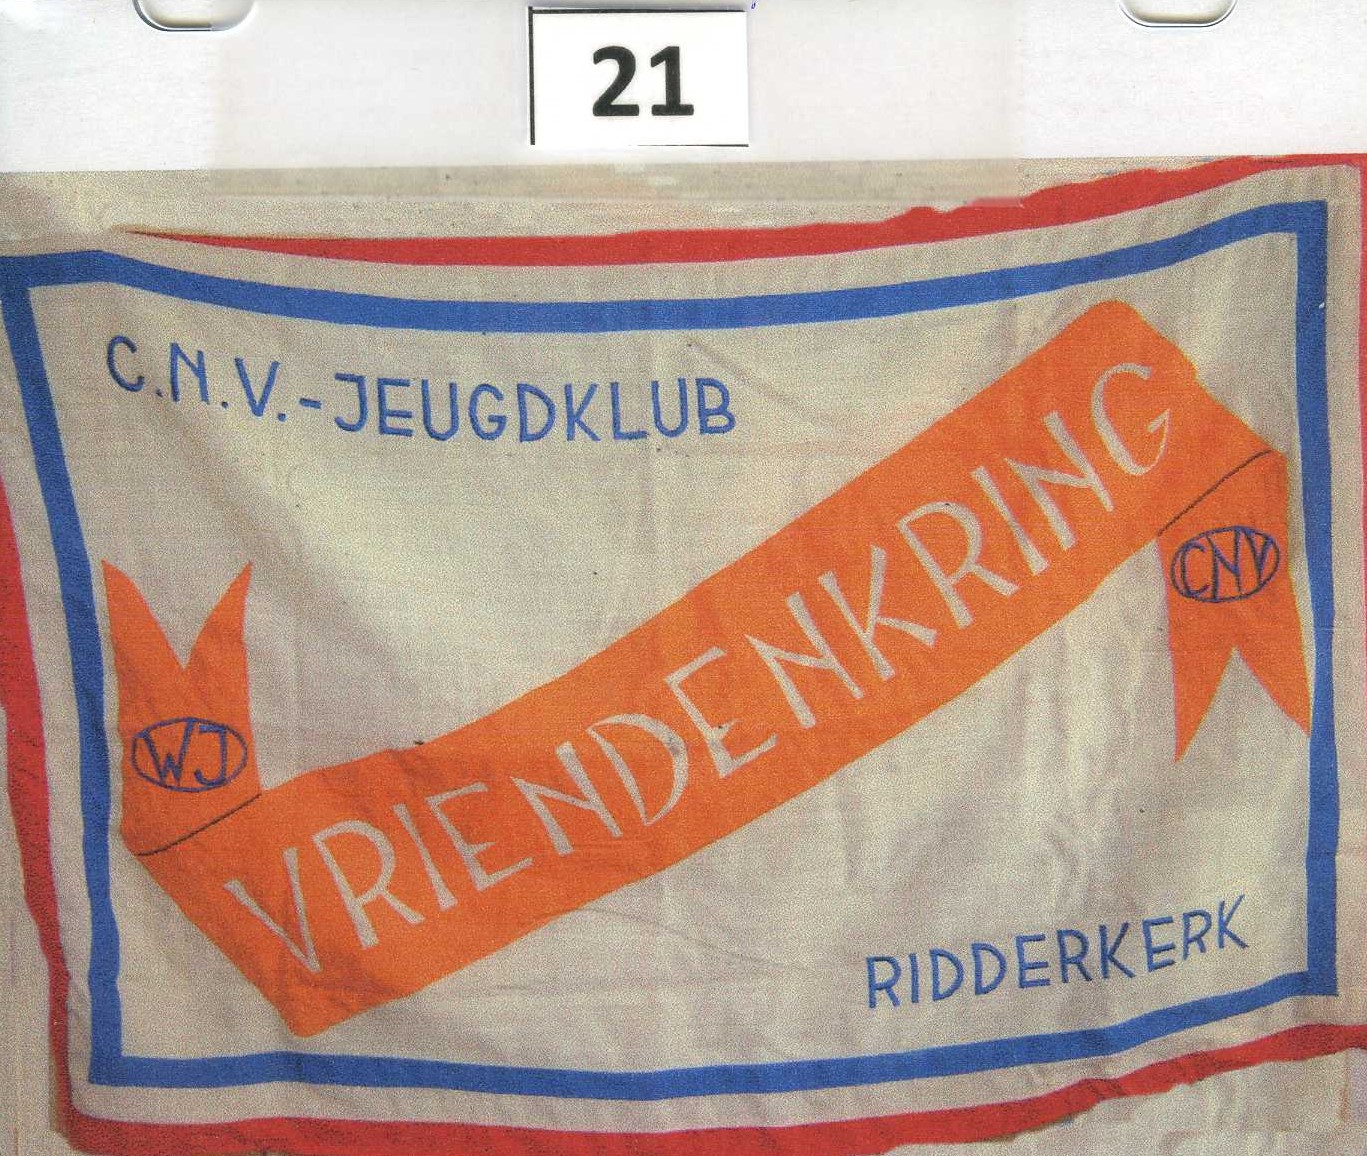 21
C.N.V.-JEUGDKLUB
VRIENDENKRING
CNV
WJ
RIDDERKERK